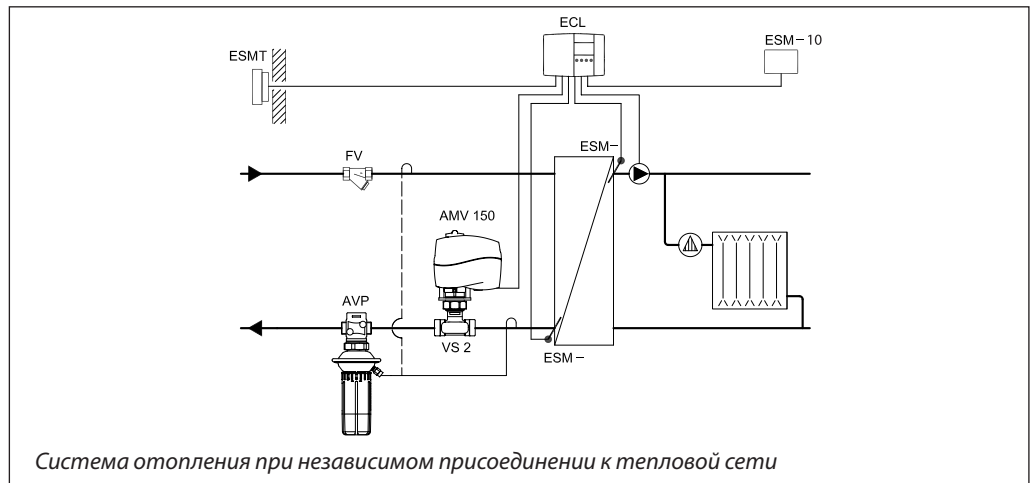 ECL
ESMT
ESM-10
FV
ESM-
AMV 150
AVP
VS 2
ESM-
Система отопления при независимом присоединении к тепловой сети